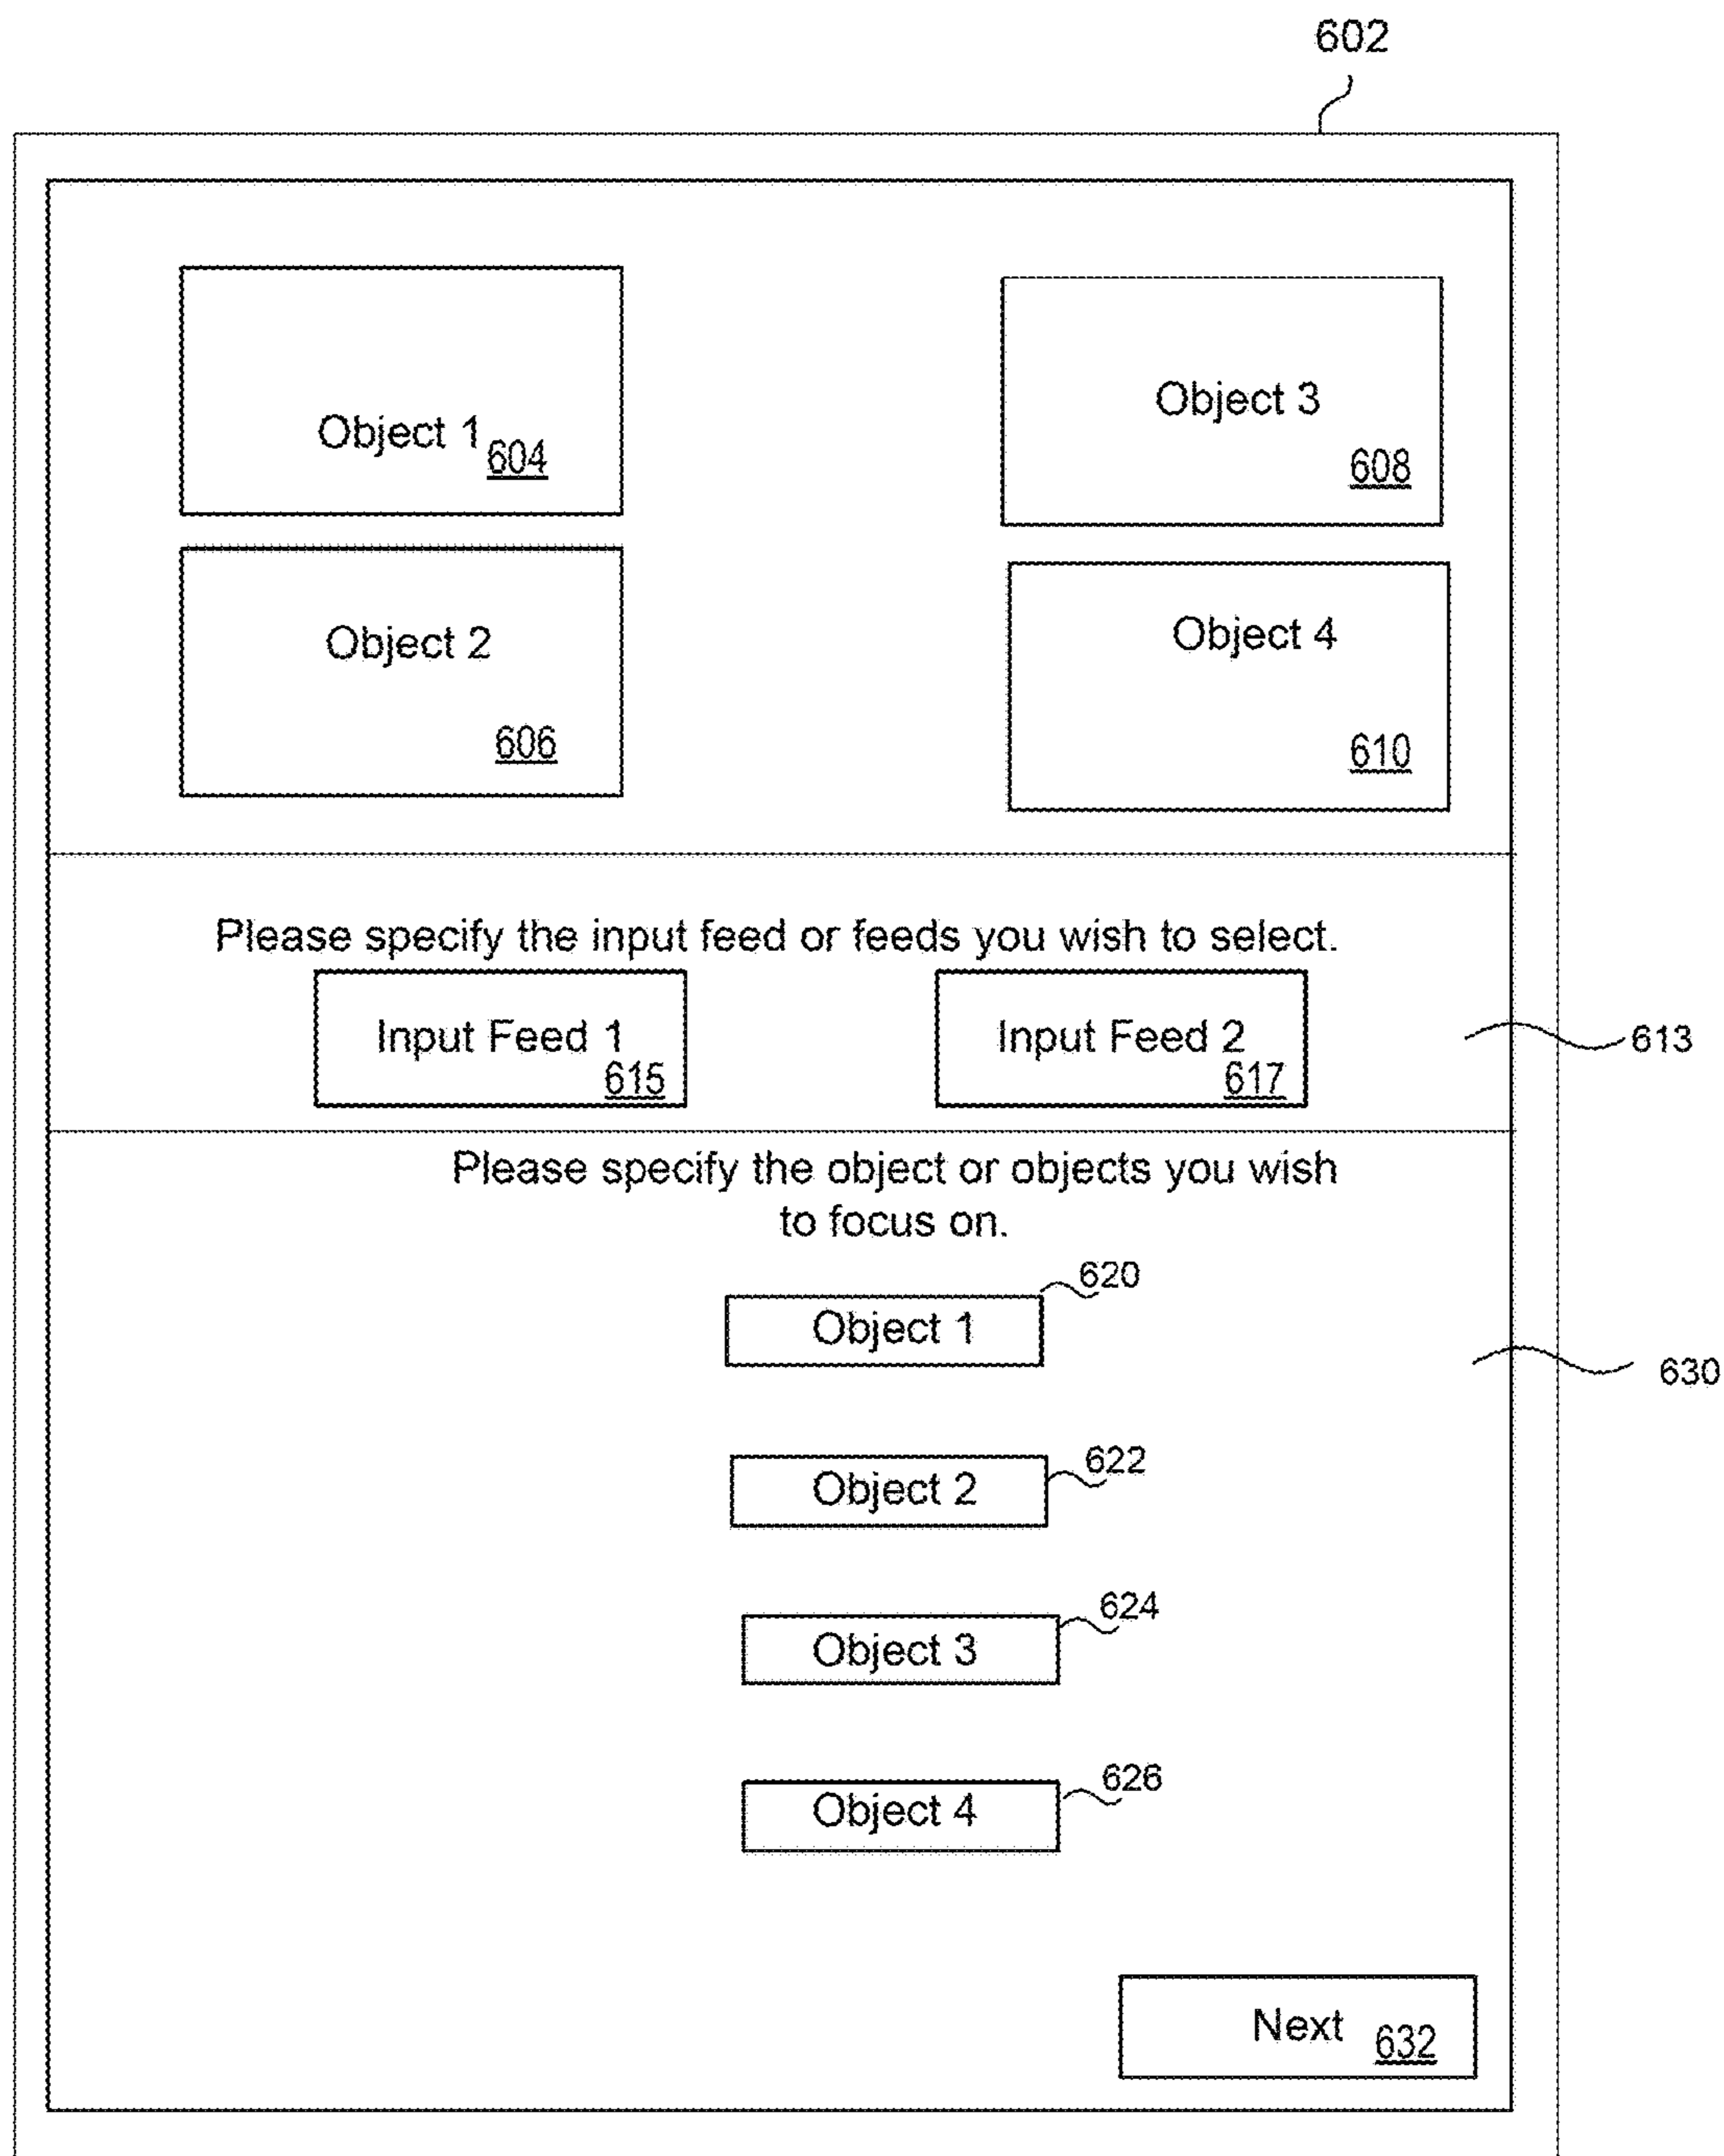 602
Object 1 604
Object 3
608
Object 2
606
Object 4
610
Please specify the input feed or feeds you wish to select.
Input Feed 1
615
Input Feed 2
617
613
Please specify the object or objects you wish
to focus on.
620
Object 1
630
622
Object 2
624
Object 3
626
Object 4
Next 632